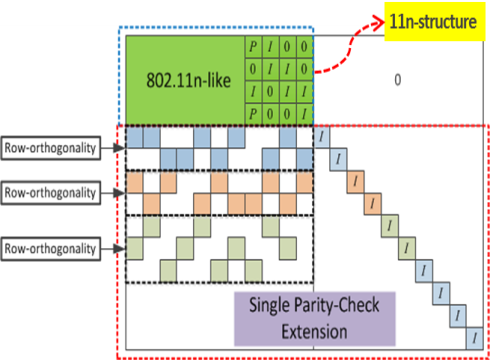 11n-structure
802.11n-like
P I 0 0
0 I I 0
I 0 I I
P 0 0 I
0
Row-orthogonality
Row-orthogonality
Row-orthogonality
I
I
I
I
I
I
I
I
I
I
Single Parity-Check
Extension